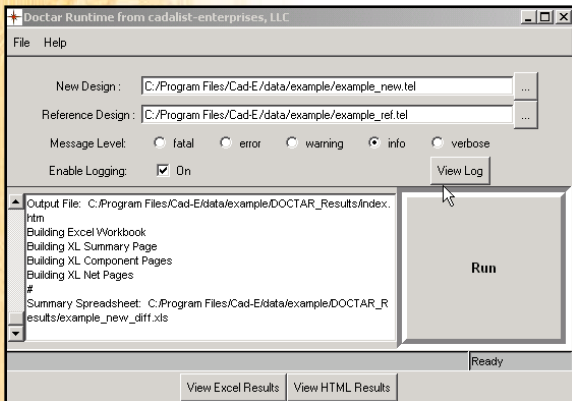 Doctar Runtime from cadalist-enterprises, LLC
File Help
New Design : C:/Program Files/Cad-E/data/example/example_new.tel ...
Reference Design : C:/Program Files/Cad-E/data/example/example_ref.tel ...
Message Level: fatal error warning info verbose
Enable Logging: On View Log
Output File: C:/Program Files/Cad-E/data/example/DOCTAR_Results/index.
htm
Building Excel Workbook
Building XL Summary Page
Building XL Component Pages
Building XL Net Pages
#
Summary Spreadsheet: C:/Program Files/Cad-E/data/example/DOCTAR_R
esults/example_new_diff.xls
Run
Ready
View Excel Results View HTML Results